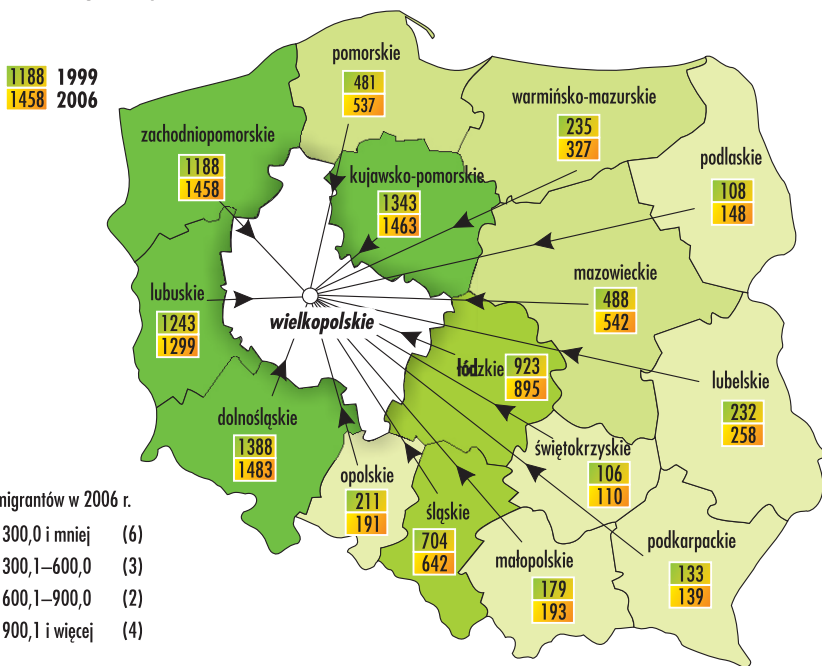 1188 1999
1458 2006
pomorskie
481
537
warmińsko-mazurskie
235
327
zachodniopomorskie
1188
1458
podlaskie
108
148
kujawsko-pomorskie
1343
1463
mazowieckie
488
542
lubuskie
1243
1299
wielkopolskie
łódzkie
923
895
lubelskie
232
258
dolnośląskie
1388
1483
świętokrzyskie
106
110
opolskie
211
191
śląskie
704
642
małopolskie
179
193
podkarpackie
133
139
migrantów w 2006 r.
300,0 i mniej (6)
300,1–600,0 (3)
600,1–900,0 (2)
900,1 i więcej (4)